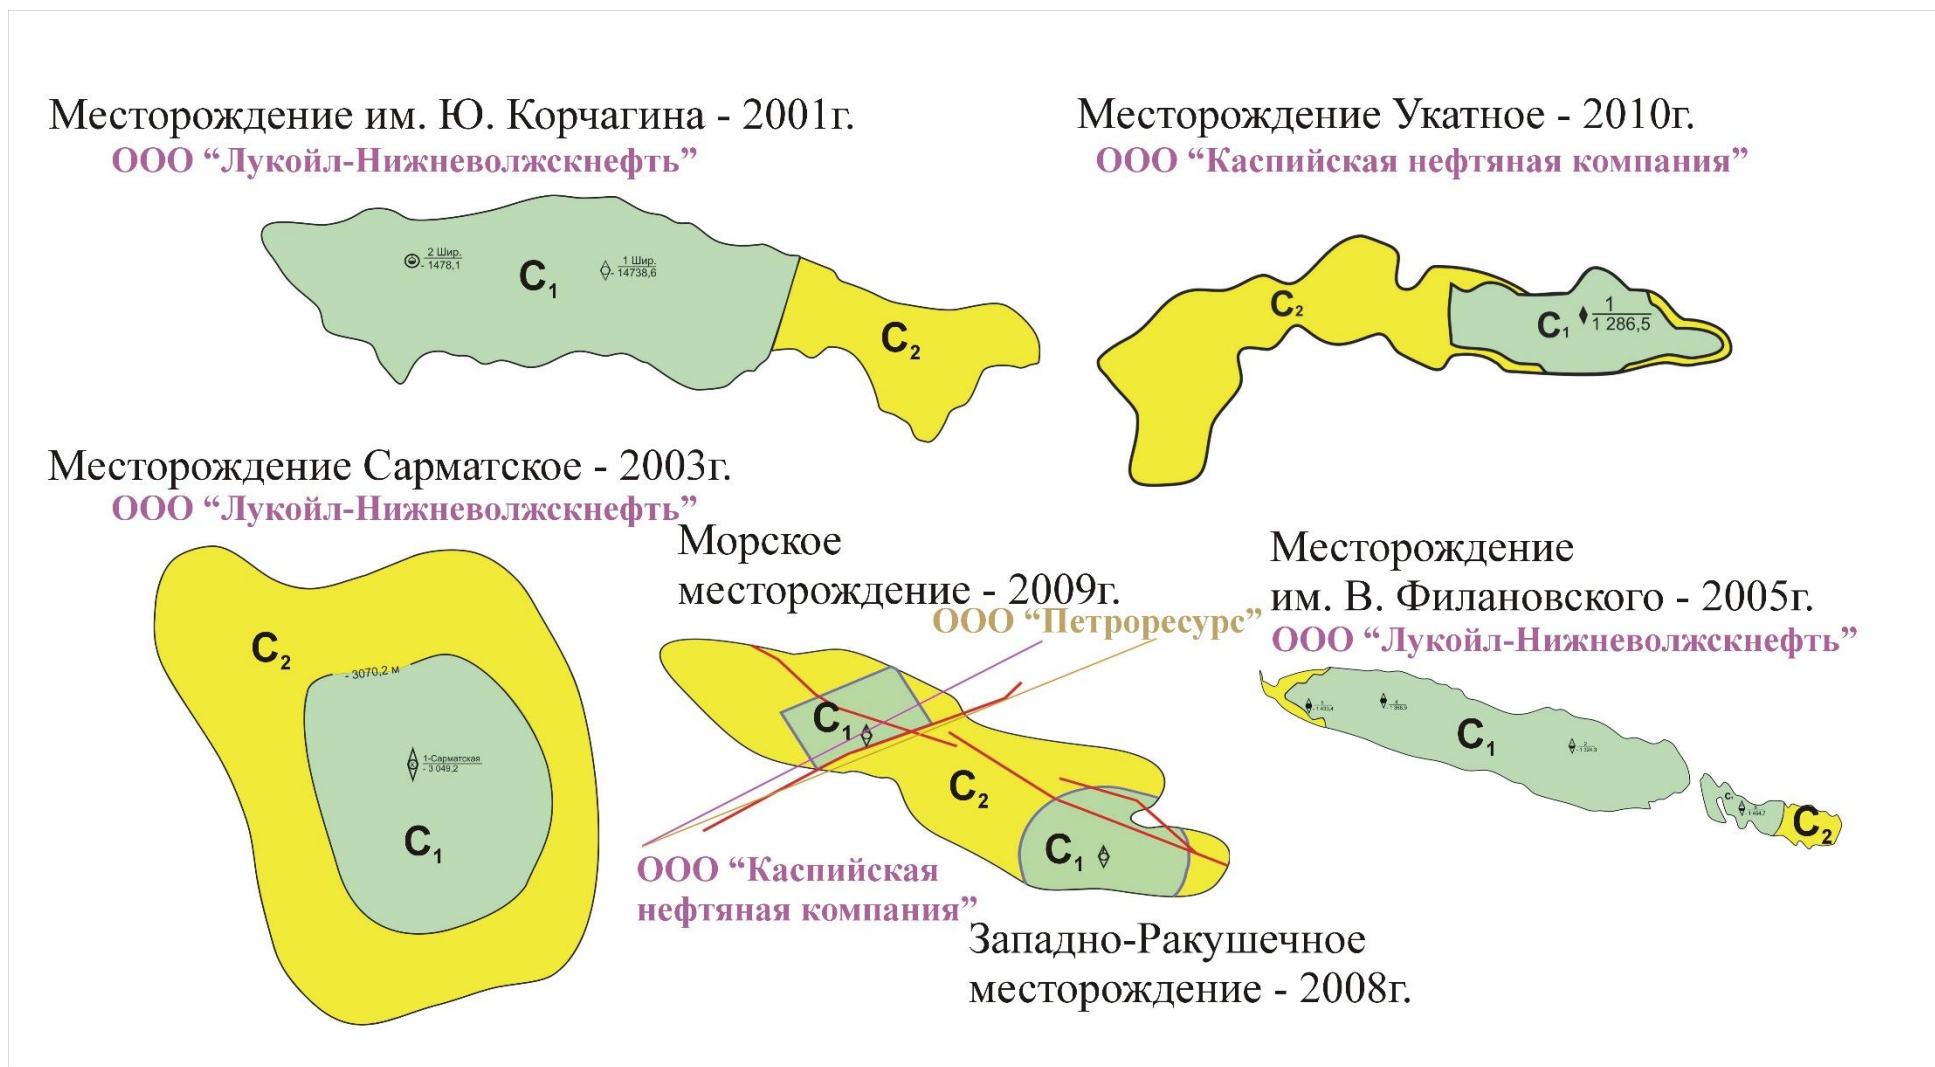 Месторождение им. Ю. Корчагина - 2001г.
ООО “Лукойл-Нижневолжскнефть”
2 Шир.
- 1478,1
C1
1 Шир.
- 14738,6
C2
Месторождение Укатное - 2010г.
ООО “Каспийская нефтяная компания”
C2
C1
1
1 286,5
Месторождение Сарматское - 2003г.
ООО “Лукойл-Нижневолжскнефть”
C2
- 3070,2 м
1-Сарматская
- 3 049,2
C1
Морское
месторождение - 2009г.
ООО “Петроресурс”
C1
C2
C1
ООО “Каспийская
нефтяная компания”
Западно-Ракушечное
месторождение - 2008г.
Месторождение
им. В. Филановского - 2005г.
ООО “Лукойл-Нижневолжскнефть”
C1
C1
C2